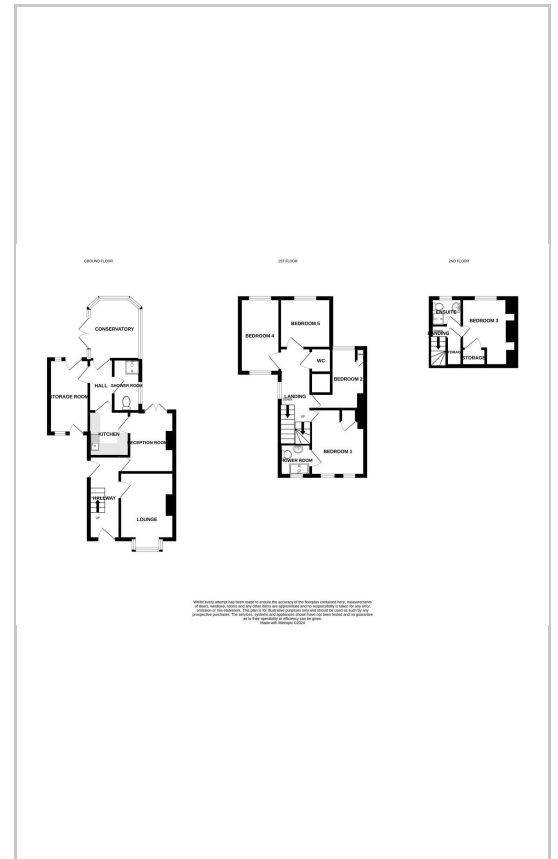 GROUND FLOOR
CONSERVATORY
HALL
SHOWER ROOM
STORAGE ROOM
KITCHEN
RECEPTION ROOM
HALLWAY
UP
LOUNGE
1ST FLOOR
BEDROOM 4
BEDROOM 5
WC
BEDROOM 2
LANDING
DOWN
UP
SHOWER ROOM
BEDROOM 1
2ND FLOOR
ENSUITE
LANDING
BEDROOM 3
STORAGE
STORAGE
Whilst every attempt has been made to ensure the accuracy of the floorplan contained here, measurements
of doors, windows, rooms and any other items are approximate and no responsibility is taken for any error,
omission or mis-statement. This plan is for illustrative purposes only and should be used as such by any
prospective purchaser. The services, systems and appliances shown have not been tested and no guarantee
as to their operability or efficiency can be given.
Made with Metropix ©2024